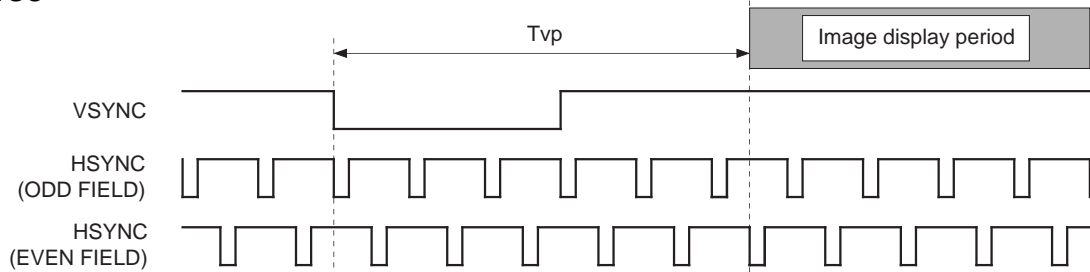 Tvp
Image display period
VSYNC
HSYNC
(ODD FIELD)
HSYNC
(EVEN FIELD)